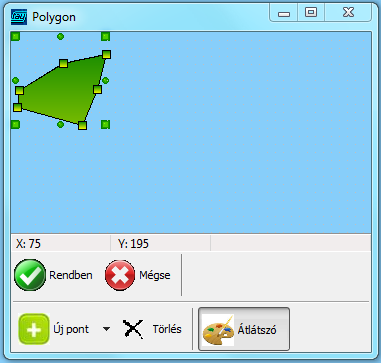 Polygon
X: 75 Y: 195
Rendben Mégse
Új pont Törlés Átlátszó